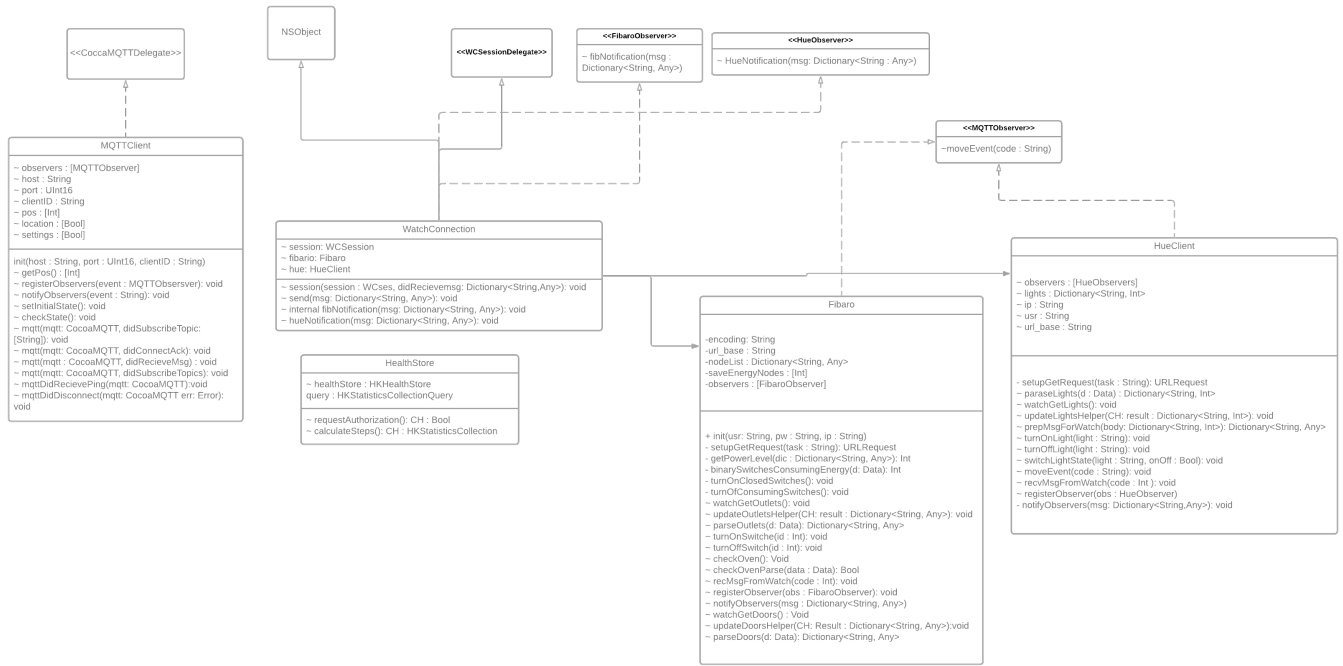 <<CoccaMQTTDelegate>>
NSObject
<<WCSessionDelegate>>
<<FibaroObserver>>
~ fibNotification(msg :
Dictionary<String, Any>)
<<HueObserver>>
~ HueNotification(msg: Dictionary<String : Any>)
<<MQTTObserver>>
~moveEvent(code : String)
MQTTClient
~ observers : [MQTTObserver]
~ host : String
~ port : UInt16
~ clientID : String
~ pos : [Int]
~ location : [Bool]
~ settings : [Bool]
init(host : String, port : UInt16, clientID : String)
~ getPos() : [Int]
~ registerObservers(event : MQTTObsersver): void
~ notifyObservers(event : String): void
~ setInitialState(): void
~ checkState(): void
~ mqtt(mqtt: CocoaMQTT, didSubscribeTopic:
[String]): void
~ mqtt(mqtt: CocoaMQTT, didConnectAck): void
~ mqtt(mqtt : CocoaMQTT, didRecieveMsg) : void
~ mqtt(mqtt : CocoaMQTT, didSubscribeTopics): void
~ mqttDidRecievePing(mqtt: CocoaMQTT):void
~ mqttDidDisconnect(mqtt: CocoaMQTT err: Error):
void
WatchConnection
~ session: WCSession
~ fibario: Fibaro
~ hue: HueClient
~ session(session : WCses, didRecievemsg: Dictionary<String,Any>): void
~ send(msg: Dictionary<String, Any>): void
~ internal fibNotification(msg: Dictionary<String, Any>): void
~ hueNotification(msg: Dictionary<String, Any>): void
HealthStore
~ healthStore : HKHealthStore
query : HKStatisticsCollectionQuery
~ requestAuthorization(): CH : Bool
~ calculateSteps(): CH : HKStatisticsCollection
Fibaro
-encoding: String
-url_base : String
-nodeList : Dictionary<String, Any>
-saveEnergyNodes : [Int]
-observers : [FibaroObserver]
+ init(usr: String, pw : String, ip : String)
- setupGetRequest(task : String): URLRequest
- getPowerLevel(dic : Dictionary<String, Any>): Int
- binarySwitchesConsumingEnergy(d: Data): Int
- turnOnClosedSwitches(): void
- turnOfConsumingSwitches(): void
~ watchGetOutlets(): void
~ updateOutletsHelper(CH: result : Dictionary<String, Any>): void
~ parseOutlets(d: Data): Dictionary<String, Any>
~ turnOnSwitche(id : Int): void
~ turnOffSwitch(id : Int): void
~ checkOven(): Void
~ checkOvenParse(data : Data): Bool
~ recMsgFromWatch(code : Int): void
~ registerObserver(obs : FibaroObserver): void
~ notifyObservers(msg : Dictionary<String, Any>)
~ watchGetDoors() : Void
~ updateDoorsHelper(CH: Result : Dictionary<String, Any>):void
~ parseDoors(d: Data): Dictionary<String, Any>
HueClient
~ observers : [HueObservers]
~ lights : Dictionary<String, Int>
~ ip : String
~ usr : String
~ url_base : String
- setupGetRequest(task : String): URLRequest
~ paraseLights(d : Data) : Dictionary<String, Int>
~ watchGetLights(): void
~ updateLightsHelper(CH: result : Dictionary<String, Int>): void
~ prepMsgForWatch(body: Dictionary<String, Int>): Dictionary<String, Any>
~ turnOnLight(light : String): void
~ turnOffLight(light : String): void
~ switchLightState(light : String, onOff : Bool): void
~ moveEvent(code : String): void
~ recvMsgFromWatch(code : Int ): void
~ registerObserver(obs : HueObserver)
- notifyObservers(msg: Dictionary<String,Any>): void